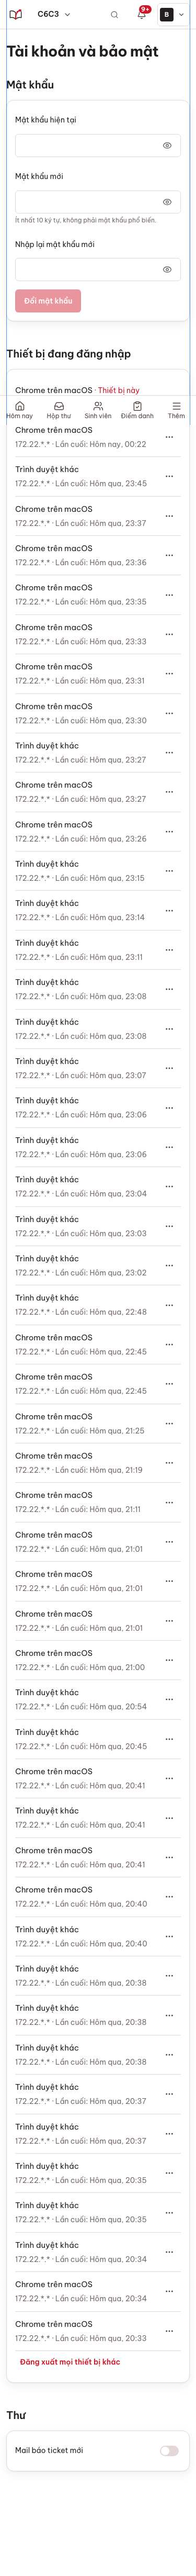 C6C3
9+
B
Tài khoản và bảo mật
Mật khẩu
Mật khẩu hiện tại
Mật khẩu mới
Ít nhất 10 ký tự, không phải mật khẩu phổ biến.
Nhập lại mật khẩu mới
Đổi mật khẩu
Thiết bị đang đăng nhập
Chrome trên macOS · Thiết bị này
Hôm nay
Hộp thư
Sinh viên
Điểm danh
Thêm
Chrome trên macOS
172.22.*.* · Lần cuối: Hôm nay, 00:22
Trình duyệt khác
172.22.*.* · Lần cuối: Hôm qua, 23:45
Chrome trên macOS
172.22.*.* · Lần cuối: Hôm qua, 23:37
Chrome trên macOS
172.22.*.* · Lần cuối: Hôm qua, 23:36
Chrome trên macOS
172.22.*.* · Lần cuối: Hôm qua, 23:35
Chrome trên macOS
172.22.*.* · Lần cuối: Hôm qua, 23:33
Chrome trên macOS
172.22.*.* · Lần cuối: Hôm qua, 23:31
Chrome trên macOS
172.22.*.* · Lần cuối: Hôm qua, 23:30
Trình duyệt khác
172.22.*.* · Lần cuối: Hôm qua, 23:27
Chrome trên macOS
172.22.*.* · Lần cuối: Hôm qua, 23:27
Chrome trên macOS
172.22.*.* · Lần cuối: Hôm qua, 23:26
Trình duyệt khác
172.22.*.* · Lần cuối: Hôm qua, 23:15
Trình duyệt khác
172.22.*.* · Lần cuối: Hôm qua, 23:14
Trình duyệt khác
172.22.*.* · Lần cuối: Hôm qua, 23:11
Trình duyệt khác
172.22.*.* · Lần cuối: Hôm qua, 23:08
Trình duyệt khác
172.22.*.* · Lần cuối: Hôm qua, 23:08
Trình duyệt khác
172.22.*.* · Lần cuối: Hôm qua, 23:07
Trình duyệt khác
172.22.*.* · Lần cuối: Hôm qua, 23:06
Trình duyệt khác
172.22.*.* · Lần cuối: Hôm qua, 23:06
Trình duyệt khác
172.22.*.* · Lần cuối: Hôm qua, 23:04
Trình duyệt khác
172.22.*.* · Lần cuối: Hôm qua, 23:03
Trình duyệt khác
172.22.*.* · Lần cuối: Hôm qua, 23:02
Trình duyệt khác
172.22.*.* · Lần cuối: Hôm qua, 22:48
Chrome trên macOS
172.22.*.* · Lần cuối: Hôm qua, 22:45
Chrome trên macOS
172.22.*.* · Lần cuối: Hôm qua, 22:45
Chrome trên macOS
172.22.*.* · Lần cuối: Hôm qua, 21:25
Chrome trên macOS
172.22.*.* · Lần cuối: Hôm qua, 21:19
Chrome trên macOS
172.22.*.* · Lần cuối: Hôm qua, 21:11
Chrome trên macOS
172.22.*.* · Lần cuối: Hôm qua, 21:01
Chrome trên macOS
172.22.*.* · Lần cuối: Hôm qua, 21:01
Chrome trên macOS
172.22.*.* · Lần cuối: Hôm qua, 21:01
Chrome trên macOS
172.22.*.* · Lần cuối: Hôm qua, 21:00
Trình duyệt khác
172.22.*.* · Lần cuối: Hôm qua, 20:54
Trình duyệt khác
172.22.*.* · Lần cuối: Hôm qua, 20:45
Chrome trên macOS
172.22.*.* · Lần cuối: Hôm qua, 20:41
Trình duyệt khác
172.22.*.* · Lần cuối: Hôm qua, 20:41
Chrome trên macOS
172.22.*.* · Lần cuối: Hôm qua, 20:41
Chrome trên macOS
172.22.*.* · Lần cuối: Hôm qua, 20:40
Trình duyệt khác
172.22.*.* · Lần cuối: Hôm qua, 20:40
Trình duyệt khác
172.22.*.* · Lần cuối: Hôm qua, 20:38
Trình duyệt khác
172.22.*.* · Lần cuối: Hôm qua, 20:38
Trình duyệt khác
172.22.*.* · Lần cuối: Hôm qua, 20:38
Trình duyệt khác
172.22.*.* · Lần cuối: Hôm qua, 20:37
Trình duyệt khác
172.22.*.* · Lần cuối: Hôm qua, 20:37
Trình duyệt khác
172.22.*.* · Lần cuối: Hôm qua, 20:35
Trình duyệt khác
172.22.*.* · Lần cuối: Hôm qua, 20:35
Trình duyệt khác
172.22.*.* · Lần cuối: Hôm qua, 20:34
Chrome trên macOS
172.22.*.* · Lần cuối: Hôm qua, 20:34
Chrome trên macOS
172.22.*.* · Lần cuối: Hôm qua, 20:33
Đăng xuất mọi thiết bị khác
Thư
Mail báo ticket mới